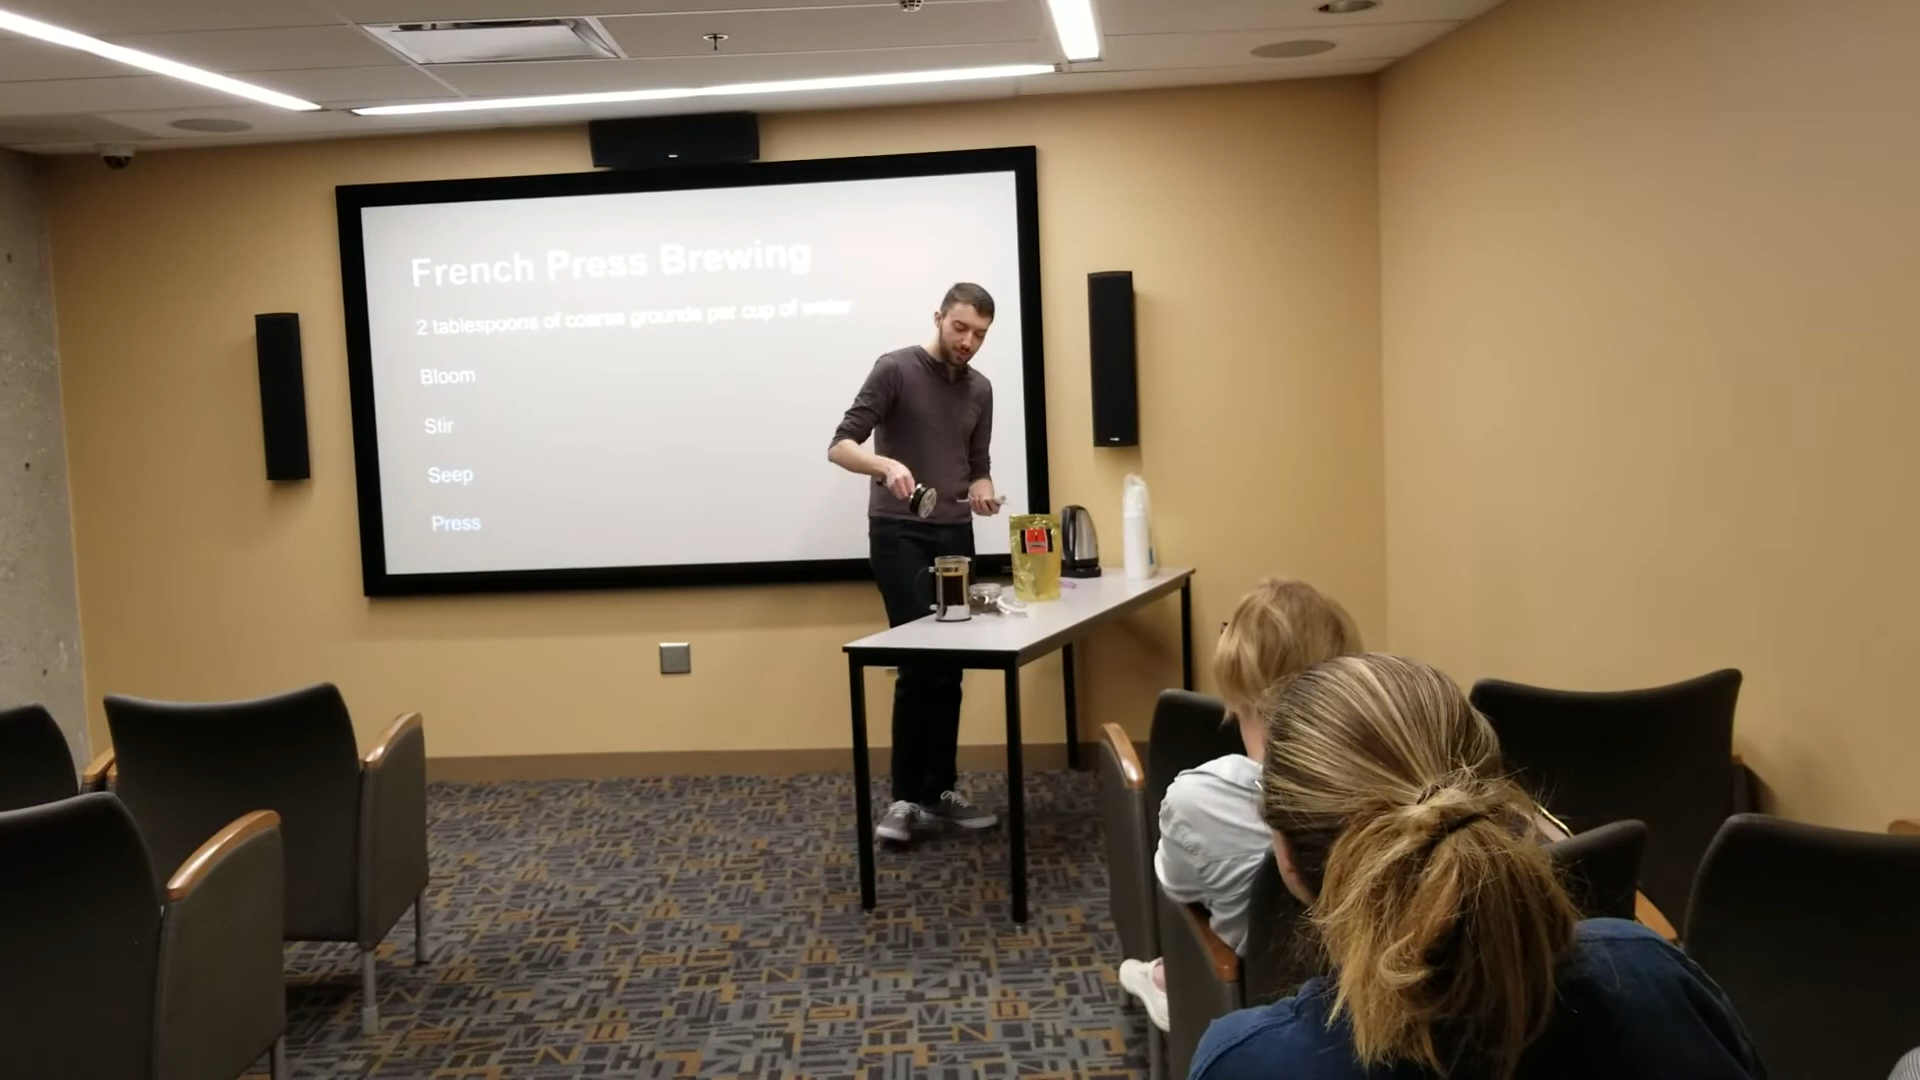 French Press Brewing
2 tablespoons of coarse grounds per cup of water
Bloom
Stir
Seep
Press